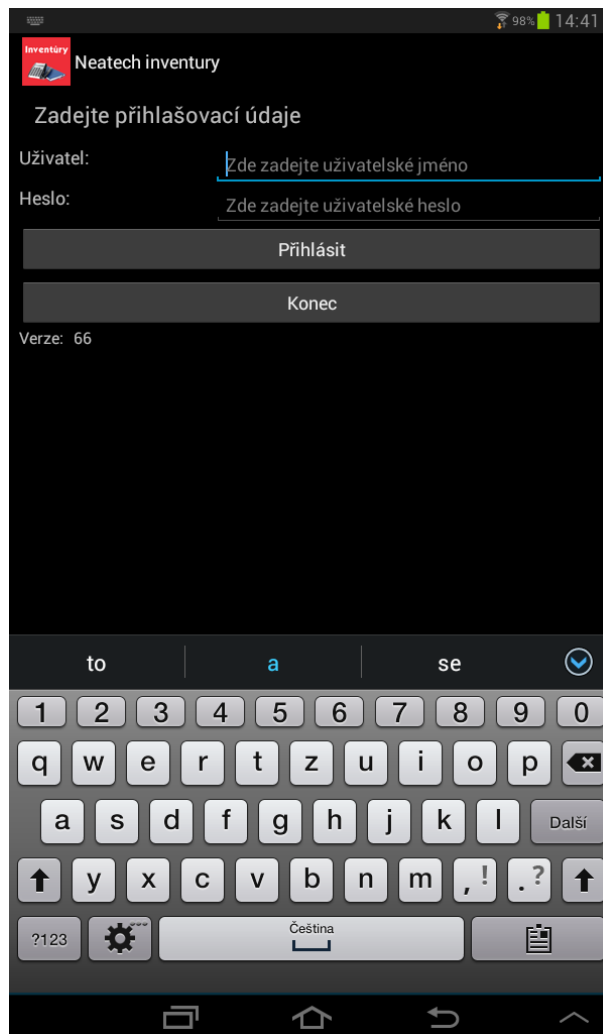 98% 14:41
Inventúry
Neatech inventury
Zadejte přihlašovací údaje
Uživatel: Zde zadejte uživatelské jméno
Heslo: Zde zadejte uživatelské heslo
Přihlásit
Konec
Verze: 66
to a se
1 2 3 4 5 6 7 8 9 0
q w e r t z u i o p
a s d f g h j k l Další
y x c v b n m , ! . ?
?123 Čeština